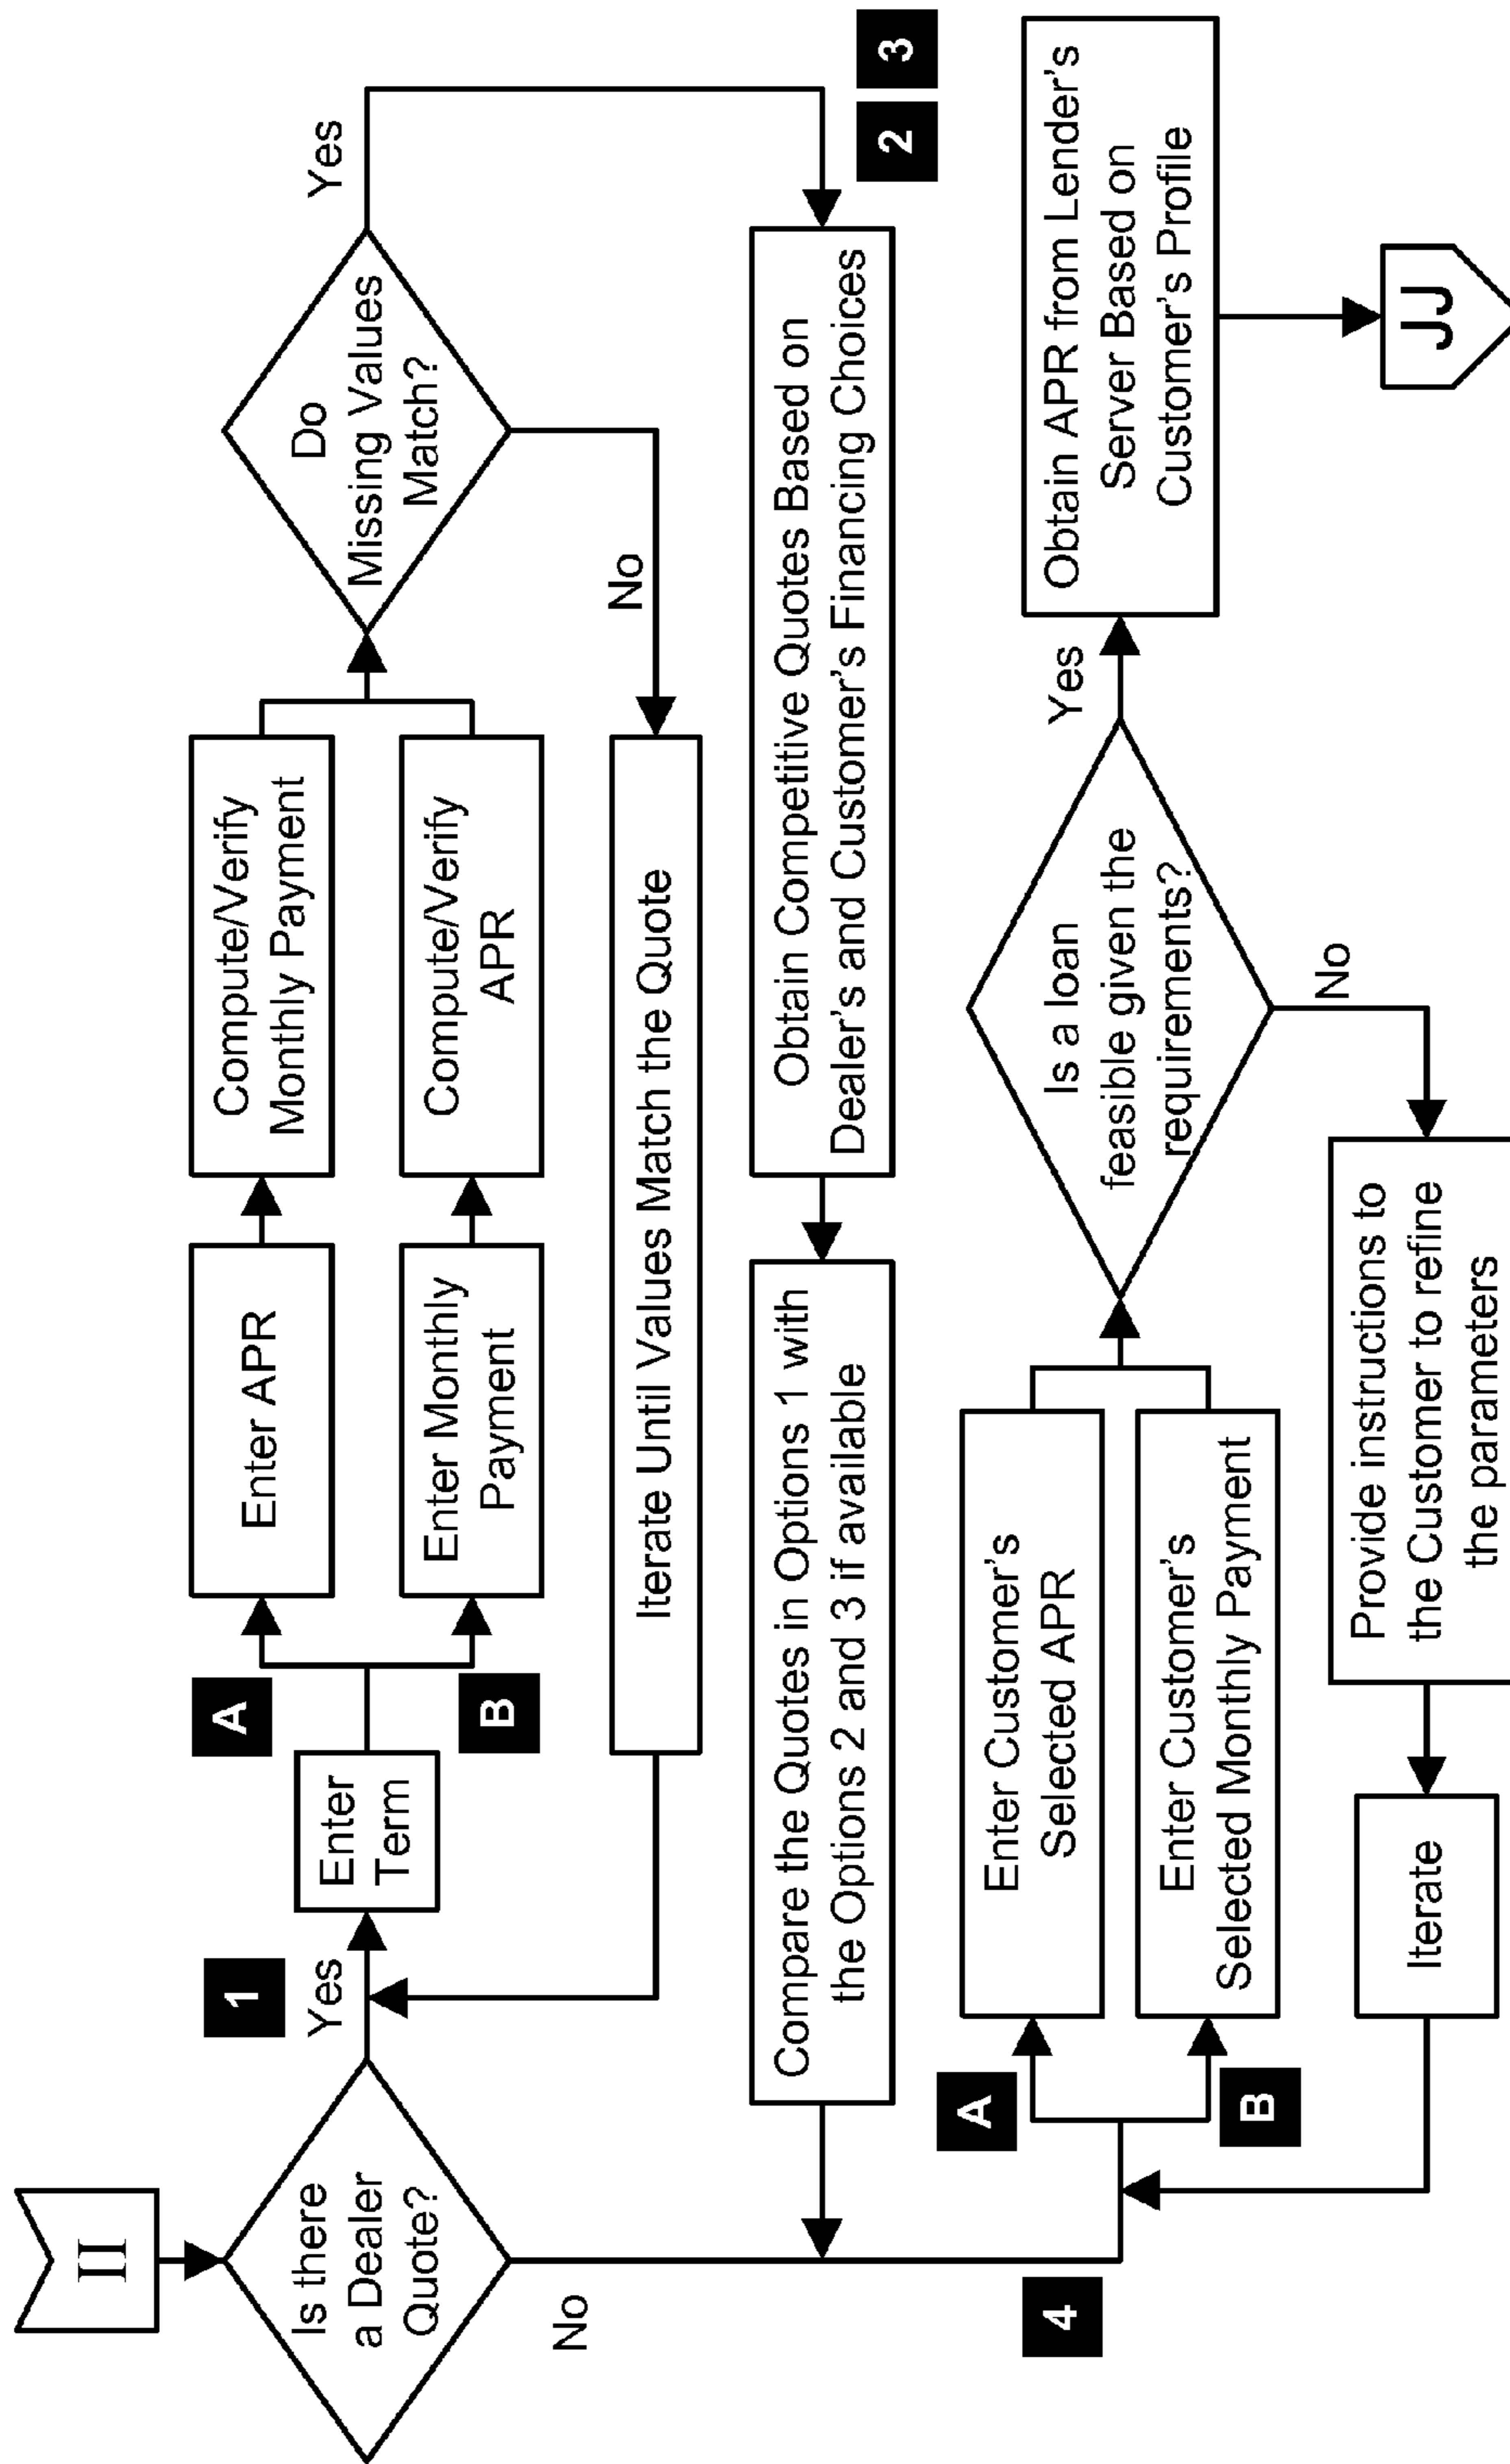 II
Is there
a Dealer
Quote?
1
Yes
No
Enter
Term
A
B
Enter APR
Enter Monthly
Payment
Compute/Verify
Monthly Payment
Compute/Verify
APR
Do
Missing Values
Match?
Yes
No
Iterate Until Values Match the Quote
2
3
Obtain Competitive Quotes Based on
Dealer's and Customer's Financing Choices
Compare the Quotes in Options 1 with
the Options 2 and 3 if available
4
A
B
Enter Customer's
Selected APR
Enter Customer's
Selected Monthly Payment
Is a loan
feasible given the
requirements?
Yes
No
Obtain APR from Lender's
Server Based on
Customer's Profile
JJ
Provide instructions to
the Customer to refine
the parameters
Iterate